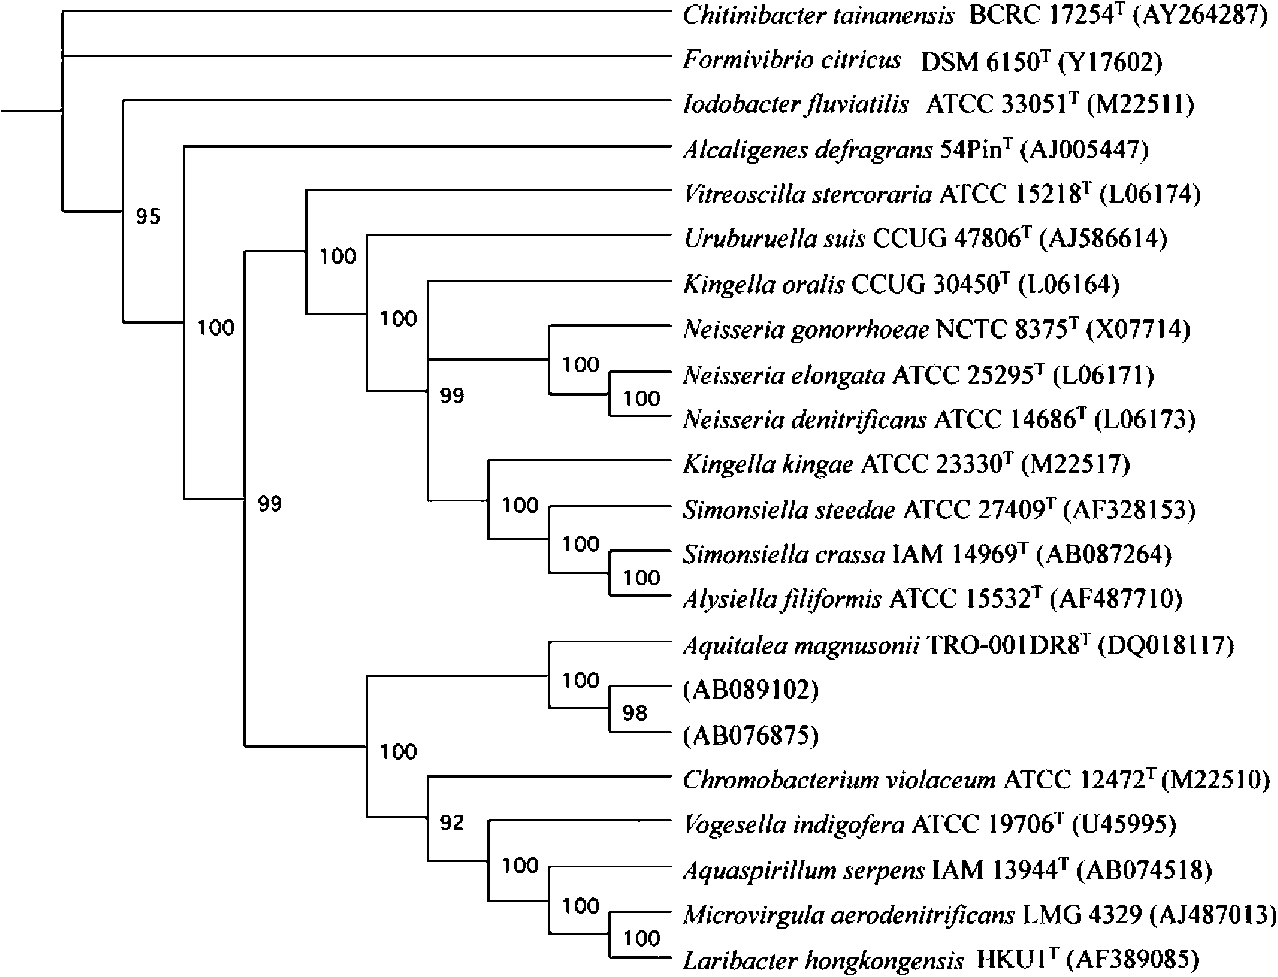 Chitinibacter tainanensis BCRC 17254ᵀ (AY264287)
Formivibrio citricus DSM 6150ᵀ (Y17602)
Iodobacter fluviatilis ATCC 33051ᵀ (M22511)
Alcaligenes defragrans 54Pinᵀ (AJ005447)
Vitreoscilla stercoraria ATCC 15218ᵀ (L06174)
95
Uruburuella suis CCUG 47806ᵀ (AJ586614)
100
Kingella oralis CCUG 30450ᵀ (L06164)
100
100
Neisseria gonorrhoeae NCTC 8375ᵀ (X07714)
100
Neisseria elongata ATCC 25295ᵀ (L06171)
99
100
Neisseria denitrificans ATCC 14686ᵀ (L06173)
Kingella kingae ATCC 23330ᵀ (M22517)
99
100
Simonsiella steedae ATCC 27409ᵀ (AF328153)
100
Simonsiella crassa IAM 14969ᵀ (AB087264)
100
Alysiella filiformis ATCC 15532ᵀ (AF487710)
Aquitalea magnusonii TRO-001DR8ᵀ (DQ018117)
100
(AB089102)
98
(AB076875)
100
Chromobacterium violaceum ATCC 12472ᵀ (M22510)
92
Vogesella indigofera ATCC 19706ᵀ (U45995)
100
Aquaspirillum serpens IAM 13944ᵀ (AB074518)
100
Microvirgula aerodenitrificans LMG 4329 (AJ487013)
100
Laribacter hongkongensis HKU1ᵀ (AF389085)